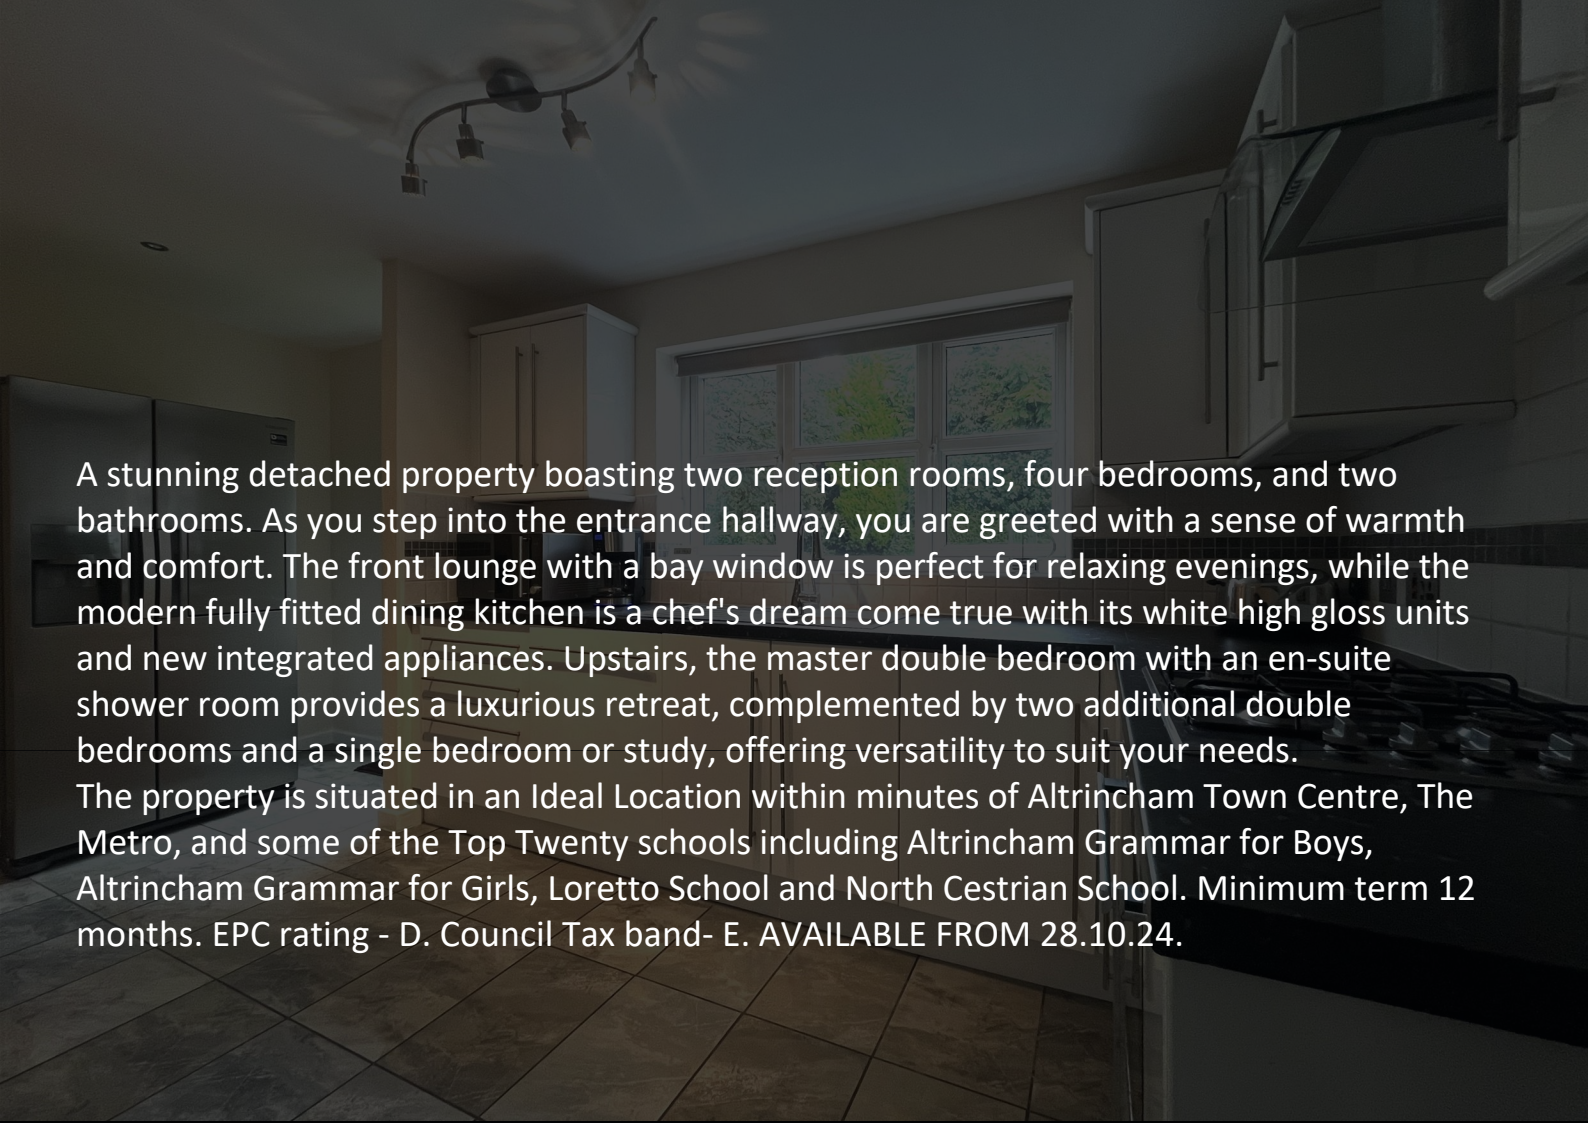 A stunning detached property boasting two reception rooms, four bedrooms, and two
bathrooms. As you step into the entrance hallway, you are greeted with a sense of warmth
and comfort. The front lounge with a bay window is perfect for relaxing evenings, while the
modern fully fitted dining kitchen is a chef's dream come true with its white high gloss units
and new integrated appliances. Upstairs, the master double bedroom with an en-suite
shower room provides a luxurious retreat, complemented by two additional double
bedrooms and a single bedroom or study, offering versatility to suit your needs.
The property is situated in an Ideal Location within minutes of Altrincham Town Centre, The
Metro, and some of the Top Twenty schools including Altrincham Grammar for Boys,
Altrincham Grammar for Girls, Loretto School and North Cestrian School. Minimum term 12
months. EPC rating - D. Council Tax band- E. AVAILABLE FROM 28.10.24.